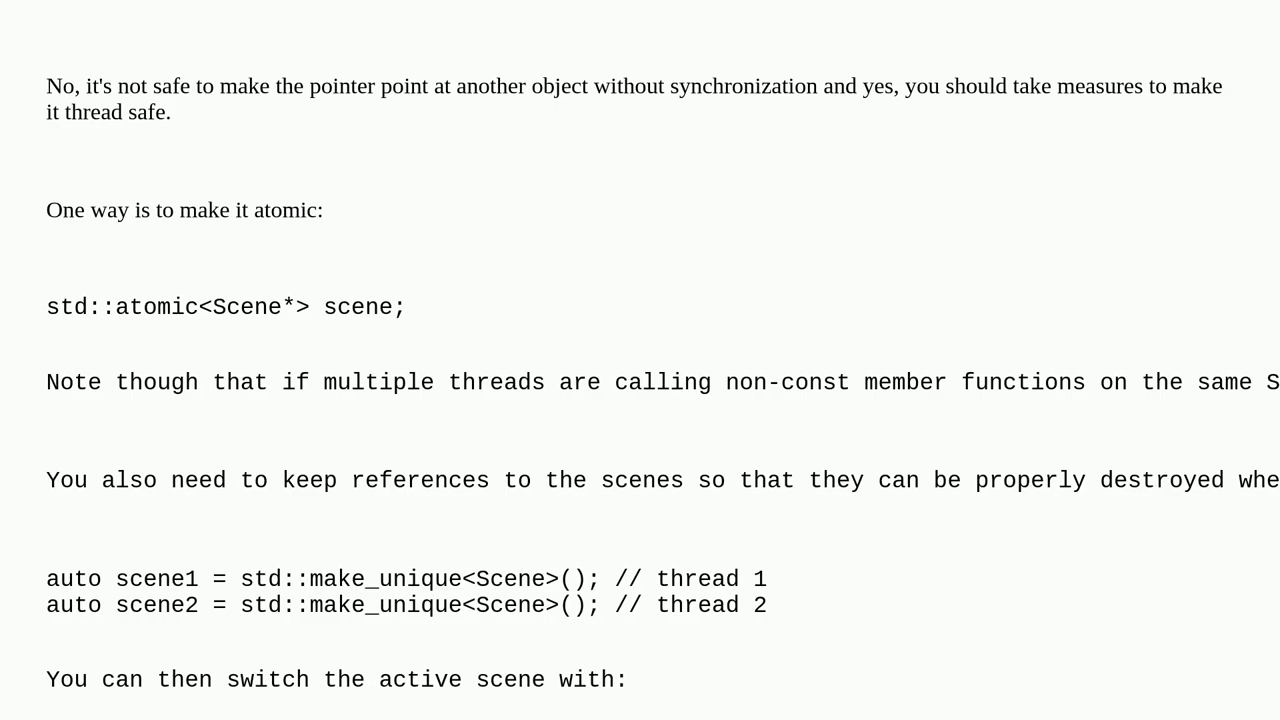 No, it's not safe to make the pointer point at another object without synchronization and yes, you should take measures to make
it thread safe.
One way is to make it atomic:
std::atomic<Scene*> scene;
Note though that if multiple threads are calling non-const member functions on the same
You also need to keep references to the scenes so that they can be properly destroyed
auto scene1 = std::make_unique<Scene>(); // thread 1
auto scene2 = std::make_unique<Scene>(); // thread 2
You can then switch the active scene with: